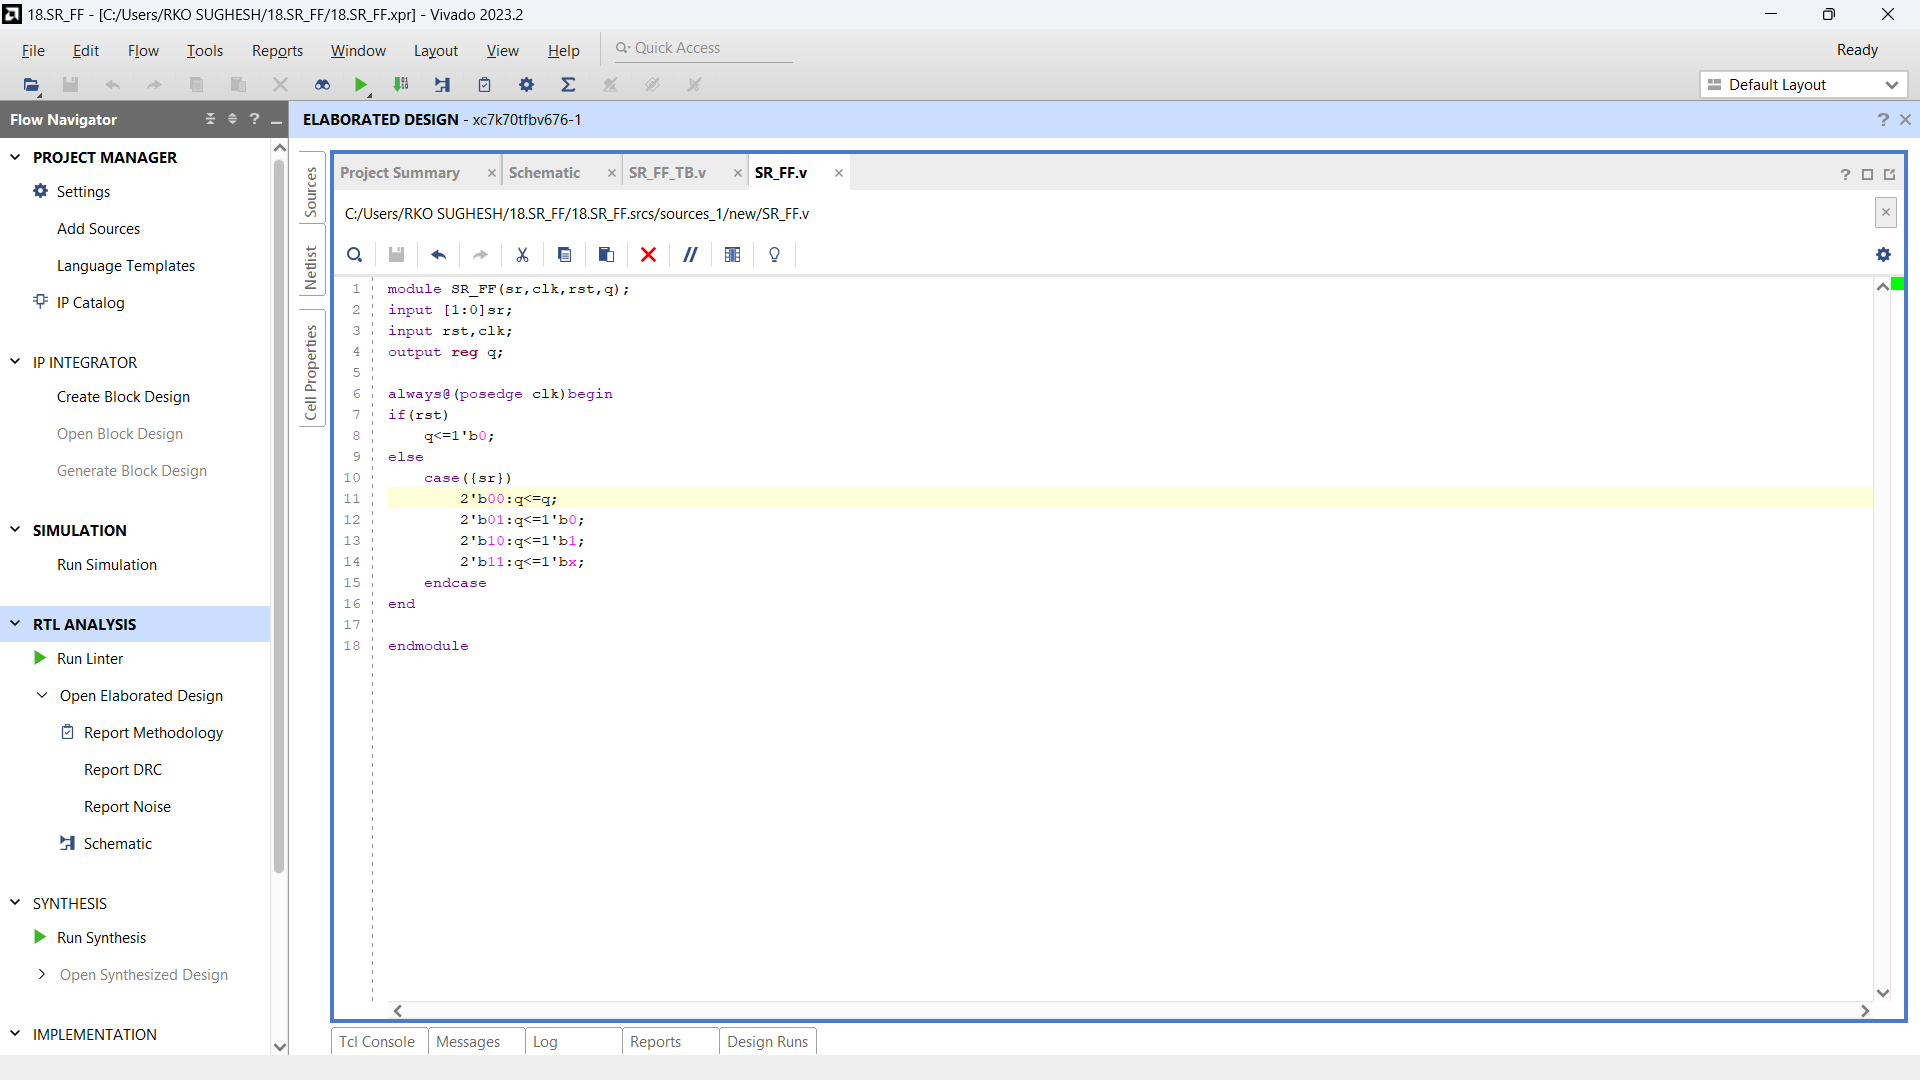 18.SR_FF - [C:/Users/RKO SUGHESH/18.SR_FF/18.SR_FF.xpr] - Vivado 2023.2
File Edit Flow Tools Reports Window Layout View Help Quick Access Ready
Default Layout
Flow Navigator ?
ELABORATED DESIGN - xc7k70tfbv676-1 ?
PROJECT MANAGER
Settings
Add Sources
Language Templates
IP Catalog
IP INTEGRATOR
Create Block Design
Open Block Design
Generate Block Design
SIMULATION
Run Simulation
RTL ANALYSIS
Run Linter
Open Elaborated Design
Report Methodology
Report DRC
Report Noise
Schematic
SYNTHESIS
Run Synthesis
Open Synthesized Design
IMPLEMENTATION
Sources
Netlist
Cell Properties
Project Summary Schematic SR_FF_TB.v SR_FF.v ?
C:/Users/RKO SUGHESH/18.SR_FF/18.SR_FF.srcs/sources_1/new/SR_FF.v
1 module SR_FF(sr,clk,rst,q);
2 input [1:0]sr;
3 input rst,clk;
4 output reg q;
5
6 always@(posedge clk)begin
7 if(rst)
8 q<=1'b0;
9 else
10 case({sr})
11 2'b00:q<=q;
12 2'b01:q<=1'b0;
13 2'b10:q<=1'b1;
14 2'b11:q<=1'bx;
15 endcase
16 end
17
18 endmodule
Tcl Console Messages Log Reports Design Runs